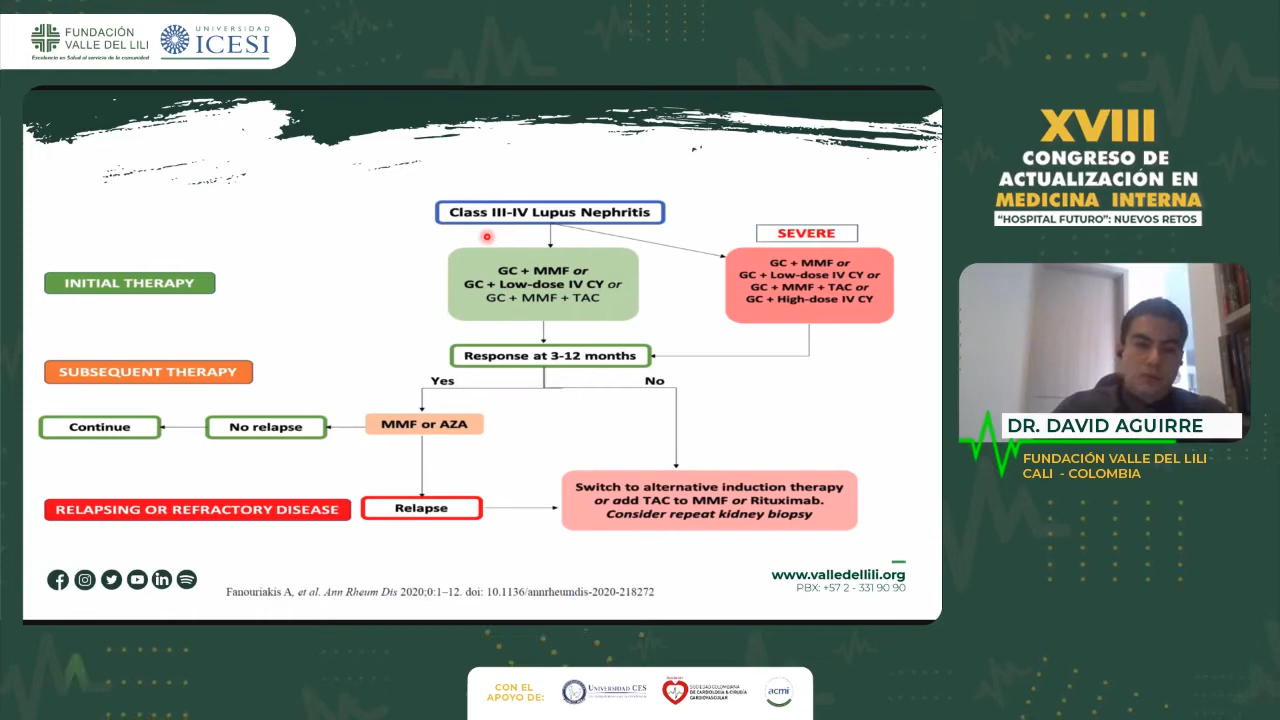 FUNDACIÓN
VALLE DEL LILI
Excelencia en Salud al servicio de la comunidad
UNIVERSIDAD
ICESI
XVIII
CONGRESO DE
ACTUALIZACIÓN EN
MEDICINA INTERNA
“HOSPITAL FUTURO”: NUEVOS RETOS
Class III-IV Lupus Nephritis
SEVERE
INITIAL THERAPY
GC + MMF or
GC + Low-dose IV CY or
GC + MMF + TAC
GC + MMF or
GC + Low-dose IV CY or
GC + MMF + TAC or
GC + High-dose IV CY
Response at 3-12 months
SUBSEQUENT THERAPY
Yes
No
Continue
No relapse
MMF or AZA
RELAPSING OR REFRACTORY DISEASE
Relapse
Switch to alternative induction therapy
or add TAC to MMF or Rituximab.
Consider repeat kidney biopsy
Fanouriakis A, et al. Ann Rheum Dis 2020;0:1–12. doi: 10.1136/annrheumdis-2020-218272
www.valledellili.org
PBX: +57 2 - 331 90 90
DR. DAVID AGUIRRE
FUNDACIÓN VALLE DEL LILI
CALI - COLOMBIA
CON EL
APOYO DE:
UNIVERSIDAD CES
SOCIEDAD COLOMBIANA
DE CARDIOLOGÍA & CIRUGÍA
CARDIOVASCULAR
acmi